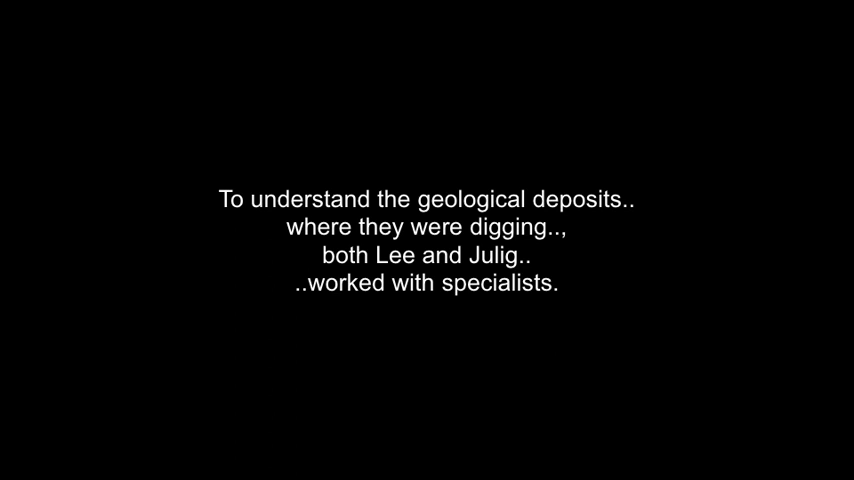 To understand the geological deposits..
where they were digging..,
both Lee and Julig..
..worked with specialists.